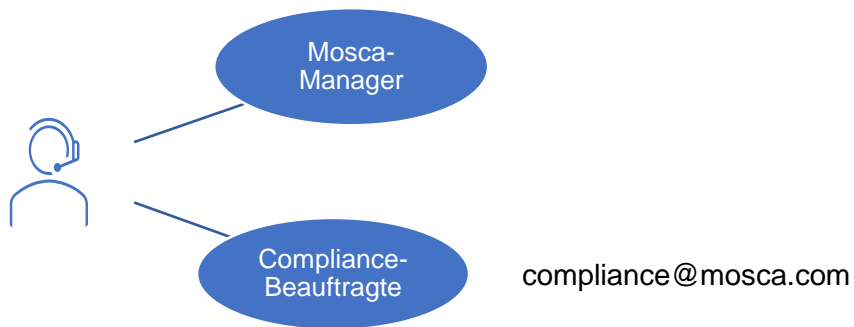 Mosca-
Manager
Compliance-
Beauftragte
compliance@mosca.com